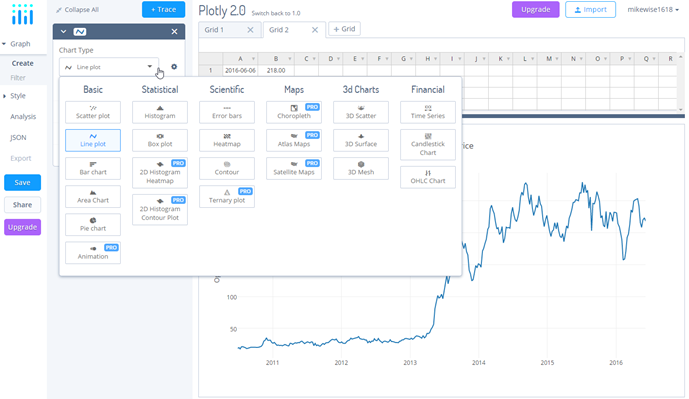 Collapse All
+ Trace
Plotly 2.0 Switch back to 1.0
Upgrade
Import
mikewise1618
Graph
Create
Filter
Style
Analysis
JSON
Export
Save
Share
Upgrade
Chart Type
Line plot
Grid 1
Grid 2
+ Grid
A B C D E F G H I J K L M N O P Q R
1 2016-06-06 218.00
Basic
Scatter plot
Line plot
Bar chart
Area Chart
Pie chart
Animation PRO
Statistical
Histogram
Box plot
2D Histogram Heatmap PRO
2D Histogram Contour Plot PRO
Scientific
Error bars
Heatmap
Contour
Ternary plot PRO
Maps
Choropleth PRO
Atlas Maps PRO
Satellite Maps PRO
3d Charts
3D Scatter
3D Surface
3D Mesh
Financial
Time Series
Candlestick Chart
OHLC Chart
100
50
2011 2012 2013 2014 2015 2016